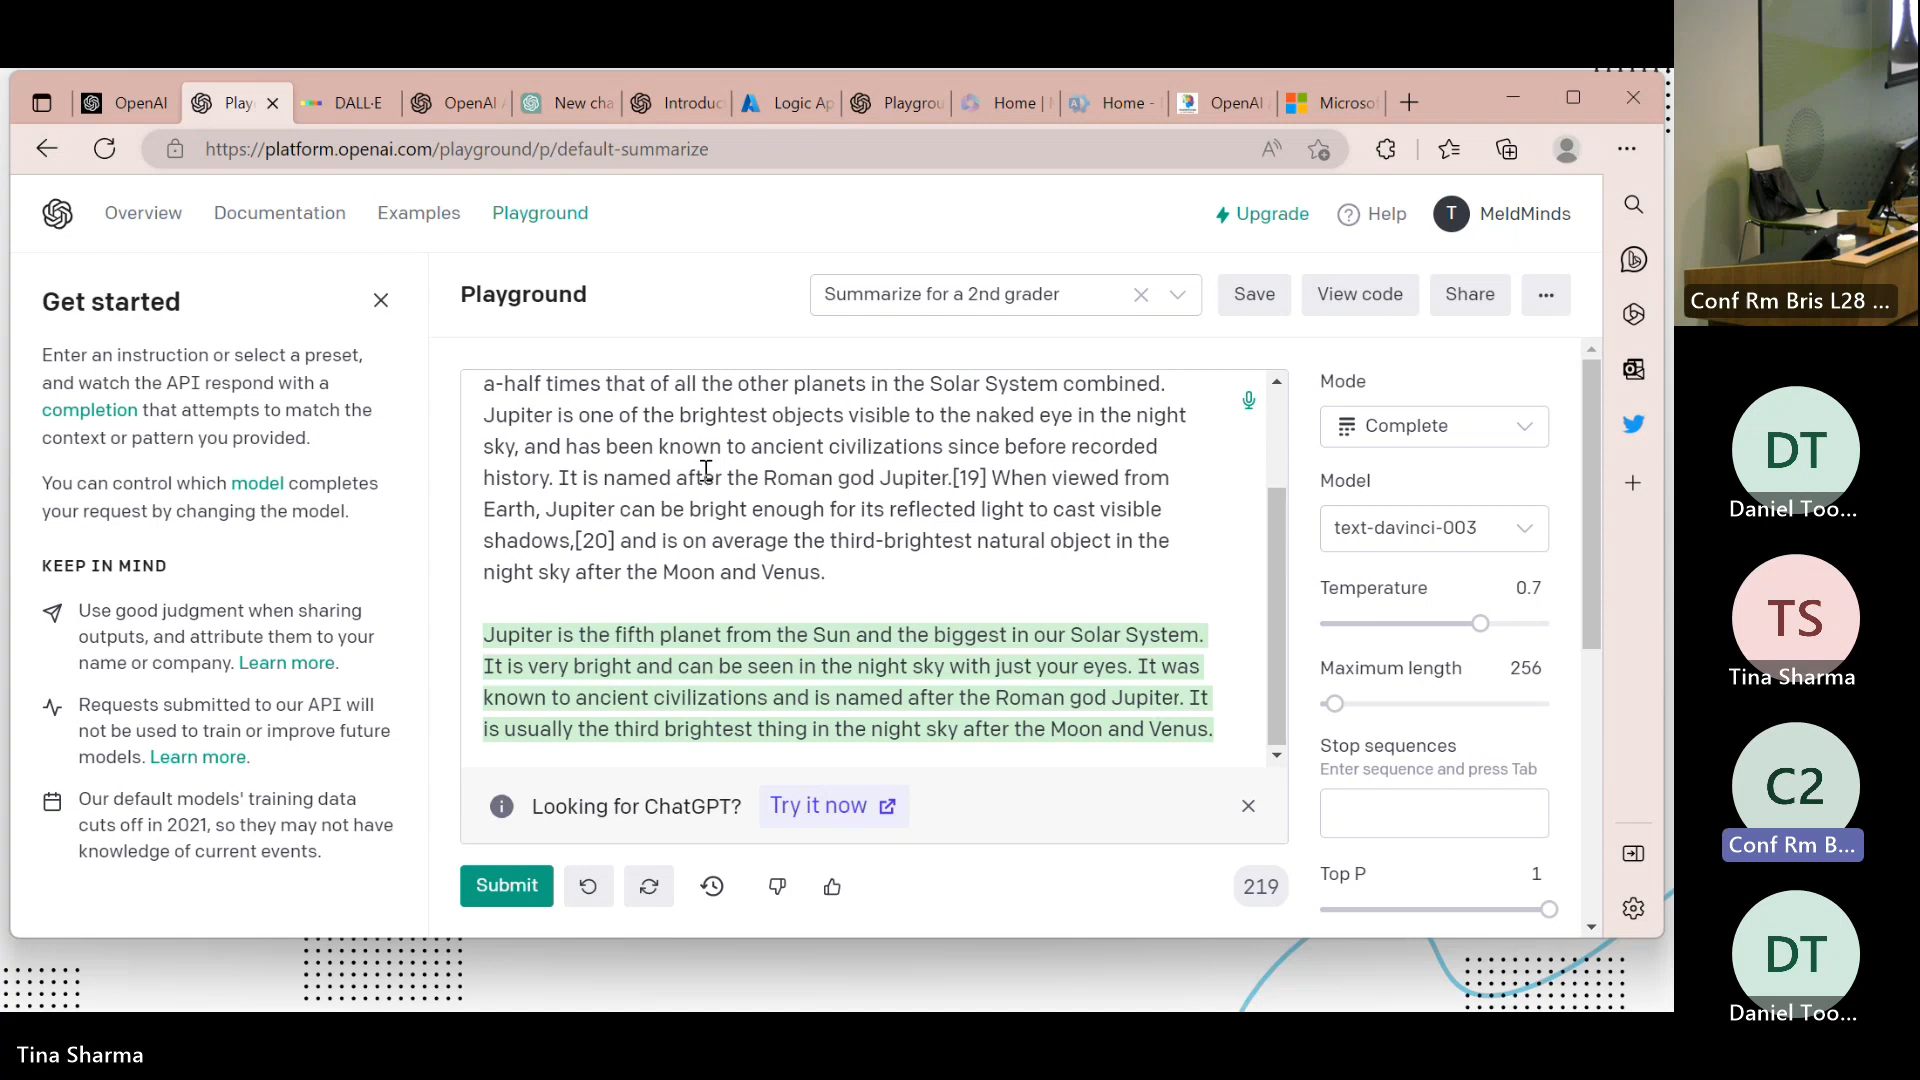 OpenAI
Play
DALL·E
OpenAI
New cha
Introduc
Logic Ap
Playgrou
Home |
Home -
OpenAI
Microsof
https://platform.openai.com/playground/p/default-summarize
Overview
Documentation
Examples
Playground
Upgrade
Help
T
MeldMinds
Get started
Enter an instruction or select a preset,
and watch the API respond with a
completion that attempts to match the
context or pattern you provided.
You can control which model completes
your request by changing the model.
KEEP IN MIND
Use good judgment when sharing
outputs, and attribute them to your
name or company. Learn more.
Requests submitted to our API will
not be used to train or improve future
models. Learn more.
Our default models' training data
cuts off in 2021, so they may not have
knowledge of current events.
Playground
Summarize for a 2nd grader
Save
View code
Share
...
a-half times that of all the other planets in the Solar System combined.
Jupiter is one of the brightest objects visible to the naked eye in the night
sky, and has been known to ancient civilizations since before recorded
history. It is named after the Roman god Jupiter.[19] When viewed from
Earth, Jupiter can be bright enough for its reflected light to cast visible
shadows,[20] and is on average the third-brightest natural object in the
night sky after the Moon and Venus.
Jupiter is the fifth planet from the Sun and the biggest in our Solar System.
It is very bright and can be seen in the night sky with just your eyes. It was
known to ancient civilizations and is named after the Roman god Jupiter. It
is usually the third brightest thing in the night sky after the Moon and Venus.
Looking for ChatGPT?
Try it now
Submit
219
Mode
Complete
Model
text-davinci-003
Temperature
0.7
Maximum length
256
Stop sequences
Enter sequence and press Tab
Top P
1
Conf Rm Bris L28 ...
DT
Daniel Too...
TS
Tina Sharma
C2
Conf Rm B...
DT
Daniel Too...
Tina Sharma